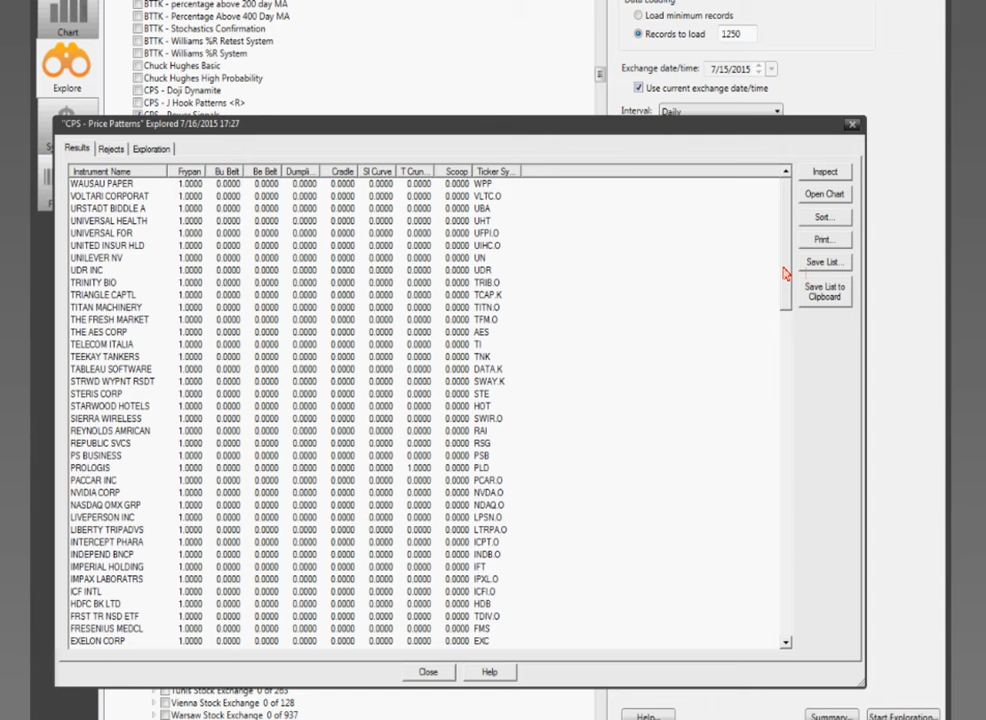 BTTK - percentage above 200 day MA
BTTK - Percentage Above 400 Day MA
BTTK - Stochastics Confirmation
BTTK - Williams %R Retest System
BTTK - Williams %R System
Chuck Hughes Basic
Chuck Hughes High Probability
CPS - Doji Dynamite
CPS - J Hook Patterns <R>
Chart
Explore
Load minimum records
Records to load 1250
Exchange date/time: 7/15/2015
Use current exchange date/time
Interval: Daily
"CPS - Price Patterns" Explored 7/16/2015 17:27
Results Rejects Exploration
Instrument Name Frypan Bu Belt Be Belt Dumpli... Cradle Sl Curve T Crun... Scoop Ticker Sy...
WAUSAU PAPER 1.0000 0.0000 0.0000 0.0000 0.0000 0.0000 0.0000 0.0000 WPP
VOLTARI CORPORAT 1.0000 0.0000 0.0000 0.0000 0.0000 0.0000 0.0000 0.0000 VLTC.O
URSTADT BIDDLE A 1.0000 0.0000 0.0000 0.0000 0.0000 0.0000 0.0000 0.0000 UBA
UNIVERSAL HEALTH 1.0000 0.0000 0.0000 0.0000 0.0000 0.0000 0.0000 0.0000 UHT
UNIVERSAL FOR 1.0000 0.0000 0.0000 0.0000 0.0000 0.0000 0.0000 0.0000 UFPI.O
UNITED INSUR HLD 1.0000 0.0000 0.0000 0.0000 0.0000 0.0000 0.0000 0.0000 UIHC.O
UNILEVER NV 1.0000 0.0000 0.0000 0.0000 0.0000 0.0000 0.0000 0.0000 UN
UDR INC 1.0000 0.0000 0.0000 0.0000 0.0000 0.0000 0.0000 0.0000 UDR
TRINITY BIO 1.0000 0.0000 0.0000 0.0000 0.0000 0.0000 0.0000 0.0000 TRIB.O
TRIANGLE CAPTL 1.0000 0.0000 0.0000 0.0000 0.0000 0.0000 0.0000 0.0000 TCAP.K
TITAN MACHINERY 1.0000 0.0000 0.0000 0.0000 0.0000 0.0000 0.0000 0.0000 TITN.O
THE FRESH MARKET 1.0000 0.0000 0.0000 0.0000 0.0000 0.0000 0.0000 0.0000 TFM.O
THE AES CORP 1.0000 0.0000 0.0000 0.0000 0.0000 0.0000 0.0000 0.0000 AES
TELECOM ITALIA 1.0000 0.0000 0.0000 0.0000 0.0000 0.0000 0.0000 0.0000 TI
TEEKAY TANKERS 1.0000 0.0000 0.0000 0.0000 0.0000 0.0000 0.0000 0.0000 TNK
TABLEAU SOFTWARE 1.0000 0.0000 0.0000 0.0000 0.0000 0.0000 0.0000 0.0000 DATA.K
STRWD WYPNT RSDT 1.0000 0.0000 0.0000 0.0000 0.0000 0.0000 0.0000 0.0000 SWAY.K
STERIS CORP 1.0000 0.0000 0.0000 0.0000 0.0000 0.0000 0.0000 0.0000 STE
STARWOOD HOTELS 1.0000 0.0000 0.0000 0.0000 0.0000 0.0000 0.0000 0.0000 HOT
SIERRA WIRELESS 1.0000 0.0000 0.0000 0.0000 0.0000 0.0000 0.0000 0.0000 SWIR.O
REYNOLDS AMRICAN 1.0000 0.0000 0.0000 0.0000 0.0000 0.0000 0.0000 0.0000 RAI
REPUBLIC SVCS 1.0000 0.0000 0.0000 0.0000 0.0000 0.0000 0.0000 0.0000 RSG
PS BUSINESS 1.0000 0.0000 0.0000 0.0000 0.0000 0.0000 0.0000 0.0000 PSB
PROLOGIS 1.0000 0.0000 0.0000 0.0000 0.0000 0.0000 1.0000 0.0000 PLD
PACCAR INC 1.0000 0.0000 0.0000 0.0000 0.0000 0.0000 0.0000 0.0000 PCAR.O
NVIDIA CORP 1.0000 0.0000 0.0000 0.0000 0.0000 0.0000 0.0000 0.0000 NVDA.O
NASDAQ OMX GRP 1.0000 0.0000 0.0000 0.0000 0.0000 0.0000 0.0000 0.0000 NDAQ.O
LIVEPERSON INC 1.0000 0.0000 0.0000 0.0000 0.0000 0.0000 0.0000 0.0000 LPSN.O
LIBERTY TRIPADVS 1.0000 0.0000 0.0000 0.0000 0.0000 0.0000 0.0000 0.0000 LTRPA.O
INTERCEPT PHARA 1.0000 0.0000 0.0000 0.0000 0.0000 0.0000 0.0000 0.0000 ICPT.O
INDEPEND BNCP 1.0000 0.0000 0.0000 0.0000 0.0000 0.0000 0.0000 0.0000 INDB.O
IMPERIAL HOLDING 1.0000 0.0000 0.0000 0.0000 0.0000 0.0000 0.0000 0.0000 IFT
IMPAX LABORATRS 1.0000 0.0000 0.0000 0.0000 0.0000 0.0000 0.0000 0.0000 IPXL.O
ICF INTL 1.0000 0.0000 0.0000 0.0000 0.0000 0.0000 0.0000 0.0000 ICFI.O
HDFC BK LTD 1.0000 0.0000 0.0000 0.0000 0.0000 0.0000 0.0000 0.0000 HDB
FRST TR NSD ETF 1.0000 0.0000 0.0000 0.0000 0.0000 0.0000 0.0000 0.0000 TDIV.O
FRESENIUS MEDCL 1.0000 0.0000 0.0000 0.0000 0.0000 0.0000 0.0000 0.0000 FMS
EXELON CORP 1.0000 0.0000 0.0000 0.0000 0.0000 0.0000 0.0000 0.0000 EXC
Inspect
Open Chart
Sort...
Print...
Save List...
Save List to
Clipboard
Close Help
Tunis Stock Exchange 0 of 263
Vienna Stock Exchange 0 of 128
Warsaw Stock Exchange 0 of 937
Help... Summary... Start Exploration...